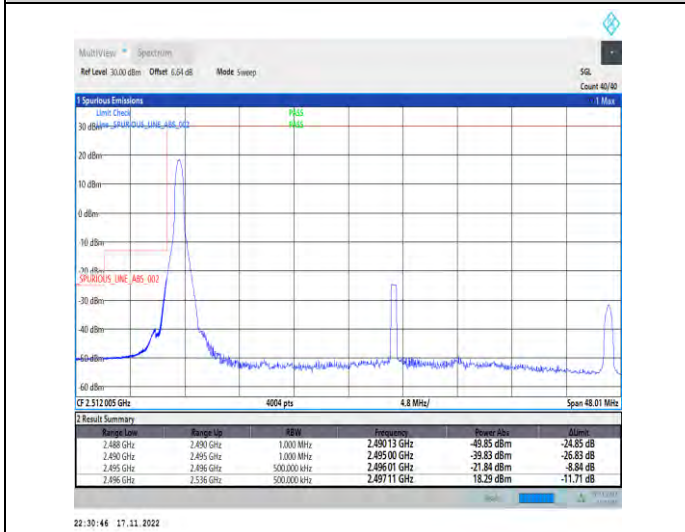 MultiView Spectrum
Ref Level 30.00 dBm Offset 6.64 dB Mode Sweep SGL
Count 40/40
1 Spurious Emissions 1 Max
Limit Check PASS
30 dBm Line _SPURIOUS_LINE_ABS_002 PASS
20 dBm
10 dBm
0 dBm
-10 dBm
-20 dBm
_SPURIOUS_LINE_ABS_002
-30 dBm
-40 dBm
-50 dBm
-60 dBm
CF 2.512 005 GHz 4004 pts 4.8 MHz/ Span 48.01 MHz
2 Result Summary
Range Low Range Up RBW Frequency Power Abs ΔLimit
2.488 GHz 2.490 GHz 1.000 MHz 2.490 13 GHz -49.85 dBm -24.85 dB
2.490 GHz 2.495 GHz 1.000 MHz 2.495 00 GHz -39.83 dBm -26.83 dB
2.495 GHz 2.496 GHz 500.000 kHz 2.496 01 GHz -21.84 dBm -8.84 dB
2.496 GHz 2.536 GHz 500.000 kHz 2.497 11 GHz 18.29 dBm -11.71 dB
22:30:46 17.11.2022